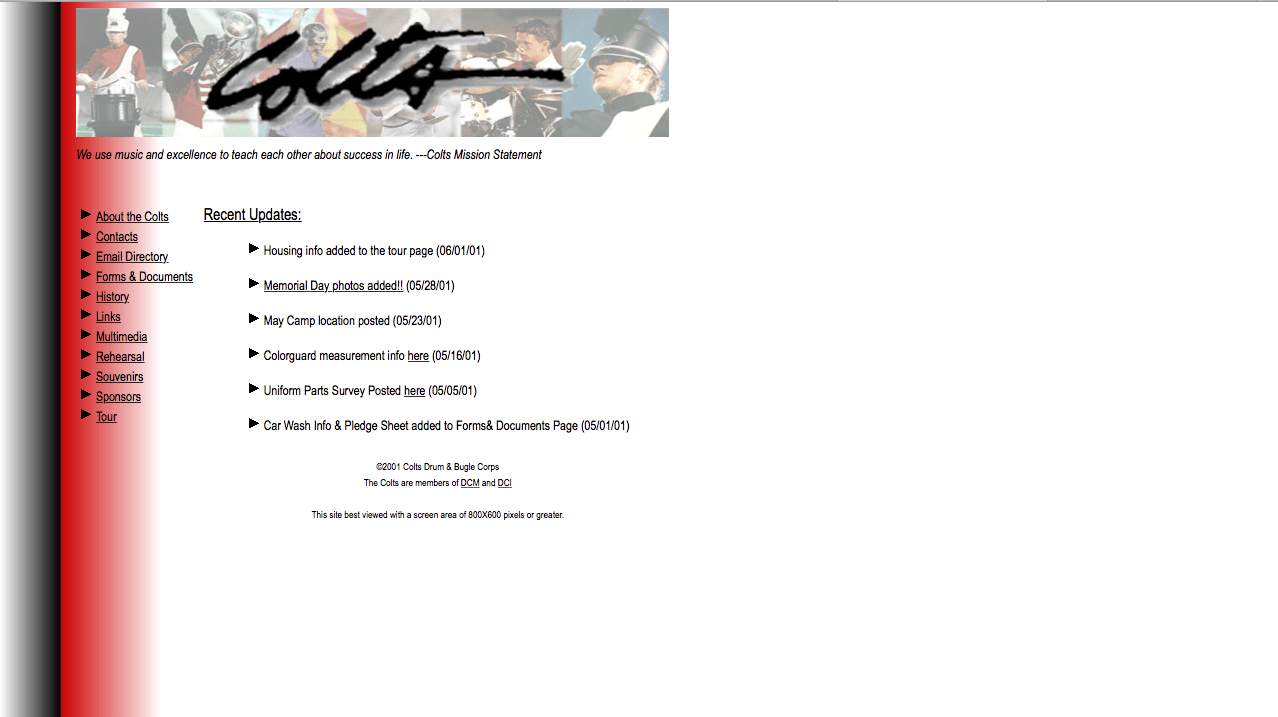 Colts
We use music and excellence to teach each other about success in life. ---Colts Mission Statement
About the Colts
Contacts
Email Directory
Forms & Documents
History
Links
Multimedia
Rehearsal
Souvenirs
Sponsors
Tour
Recent Updates:
Housing info added to the tour page (06/01/01)
Memorial Day photos added!! (05/28/01)
May Camp location posted (05/23/01)
Colorguard measurement info here (05/16/01)
Uniform Parts Survey Posted here (05/05/01)
Car Wash Info & Pledge Sheet added to Forms& Documents Page (05/01/01)
©2001 Colts Drum & Bugle Corps
The Colts are members of DCM and DCI
This site best viewed with a screen area of 800X600 pixels or greater.